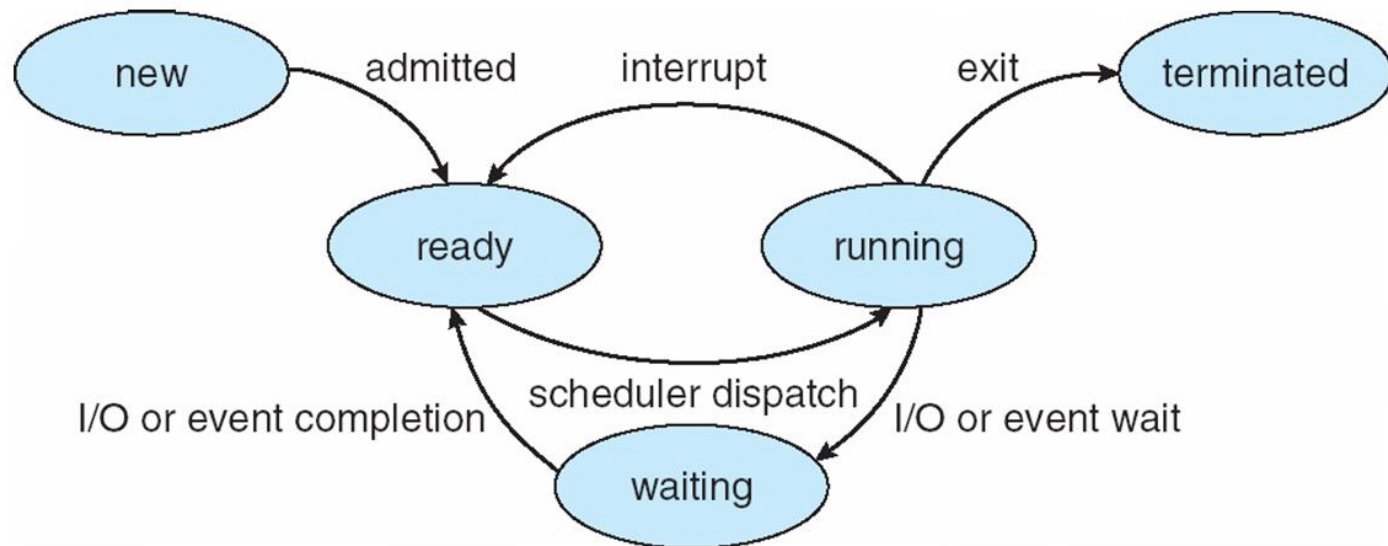 new
admitted
interrupt
exit
terminated
ready
running
scheduler dispatch
I/O or event completion
I/O or event wait
waiting